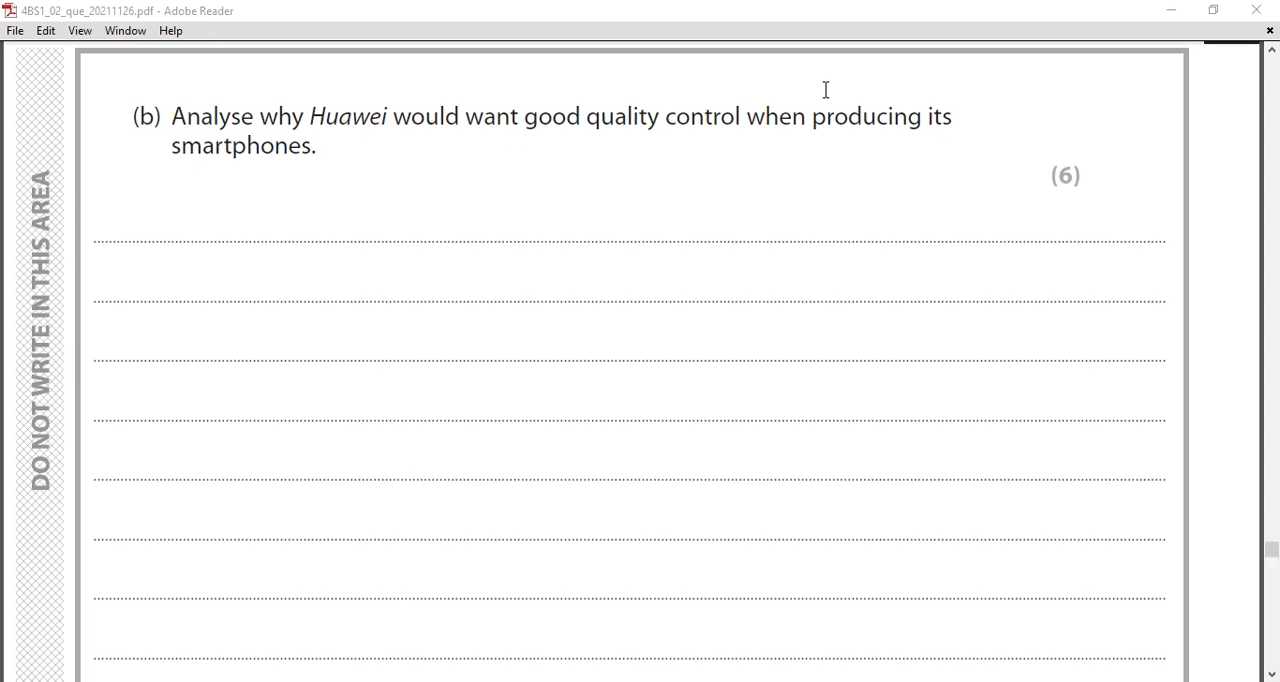 4BS1_02_que_20211126.pdf - Adobe Reader
File Edit View Window Help
(b) Analyse why Huawei would want good quality control when producing its
smartphones.
(6)
DO NOT WRITE IN THIS AREA